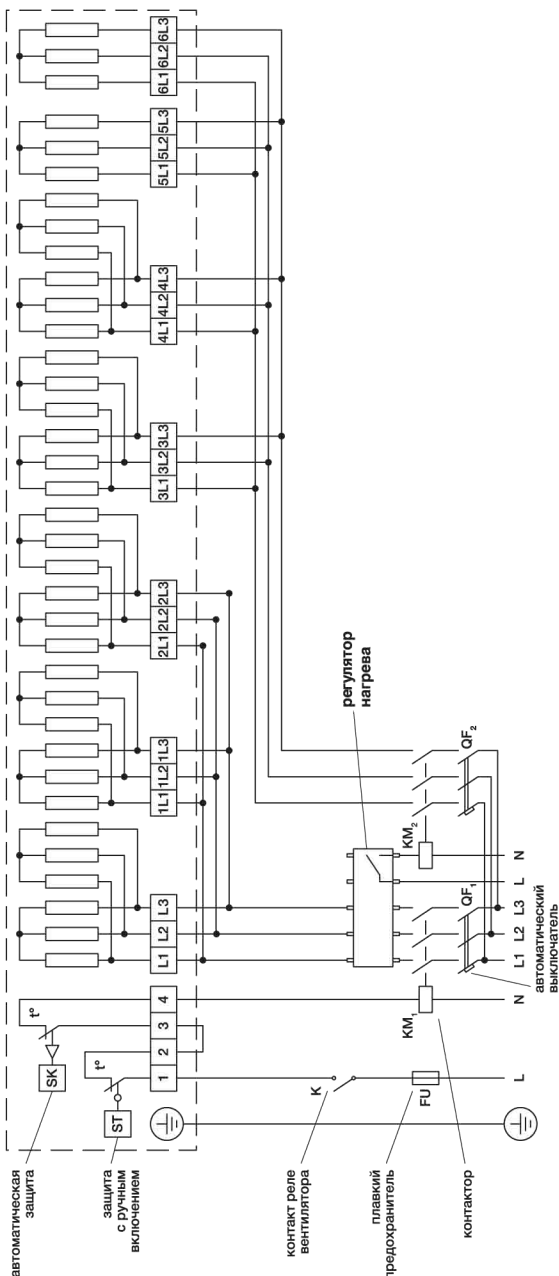 автоматическая
защита
SK
t°
защита
с ручным
включением
ST
t°
1
2
3
4
L1
L2
L3
1L1
1L2
1L3
2L1
2L2
2L3
3L1
3L2
3L3
4L1
4L2
4L3
5L1
5L2
5L3
6L1
6L2
6L3
контакт реле
вентилятора
K
регулятор
нагрева
плавкий
предохранитель
FU
KM1
KM2
QF1
QF2
контактор
L
N
L1
L2
L3
L
N
автоматический
выключатель